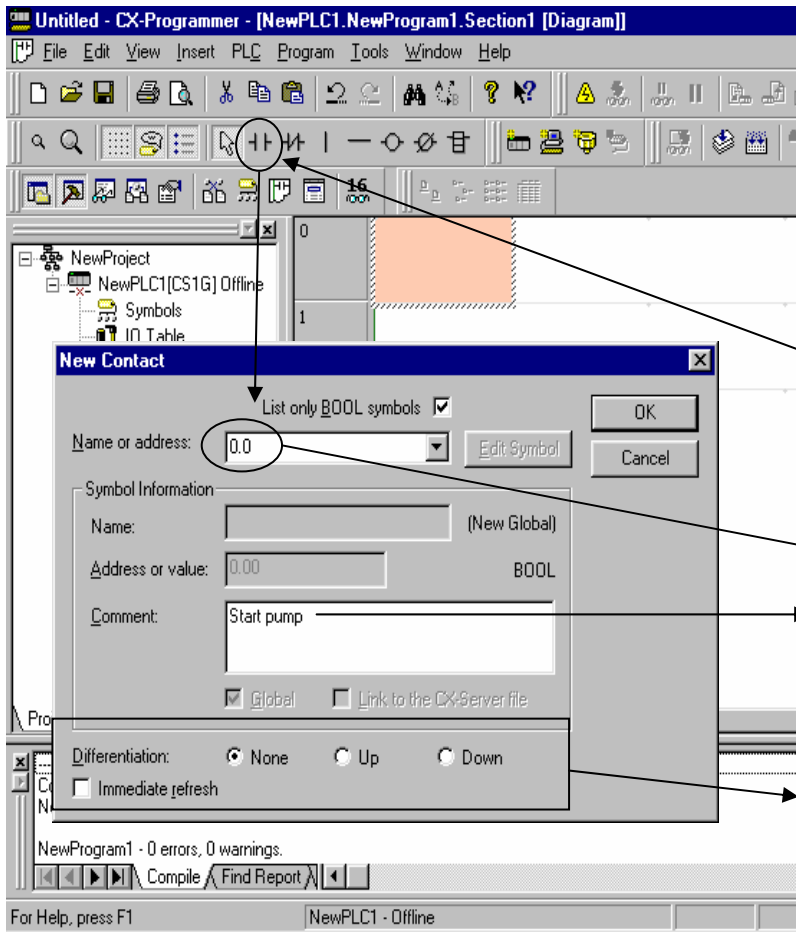 Untitled - CX-Programmer - [NewPLC1.NewProgram1.Section1 [Diagram]]
File Edit View Insert PLC Program Tools Window Help
16
0
NewProject
NewPLC1[CS1G] Offline
Symbols
IO Table
1
New Contact
List only BOOL symbols
OK
Name or address:
0.0
Edit Symbol
Cancel
Symbol Information
Name:
(New Global)
Address or value:
0.00
BOOL
Comment:
Start pump
Global
Link to the CX-Server file
Differentiation:
None
Up
Down
Immediate refresh
NewProgram1 - 0 errors, 0 warnings.
Compile
Find Report
For Help, press F1
NewPLC1 - Offline